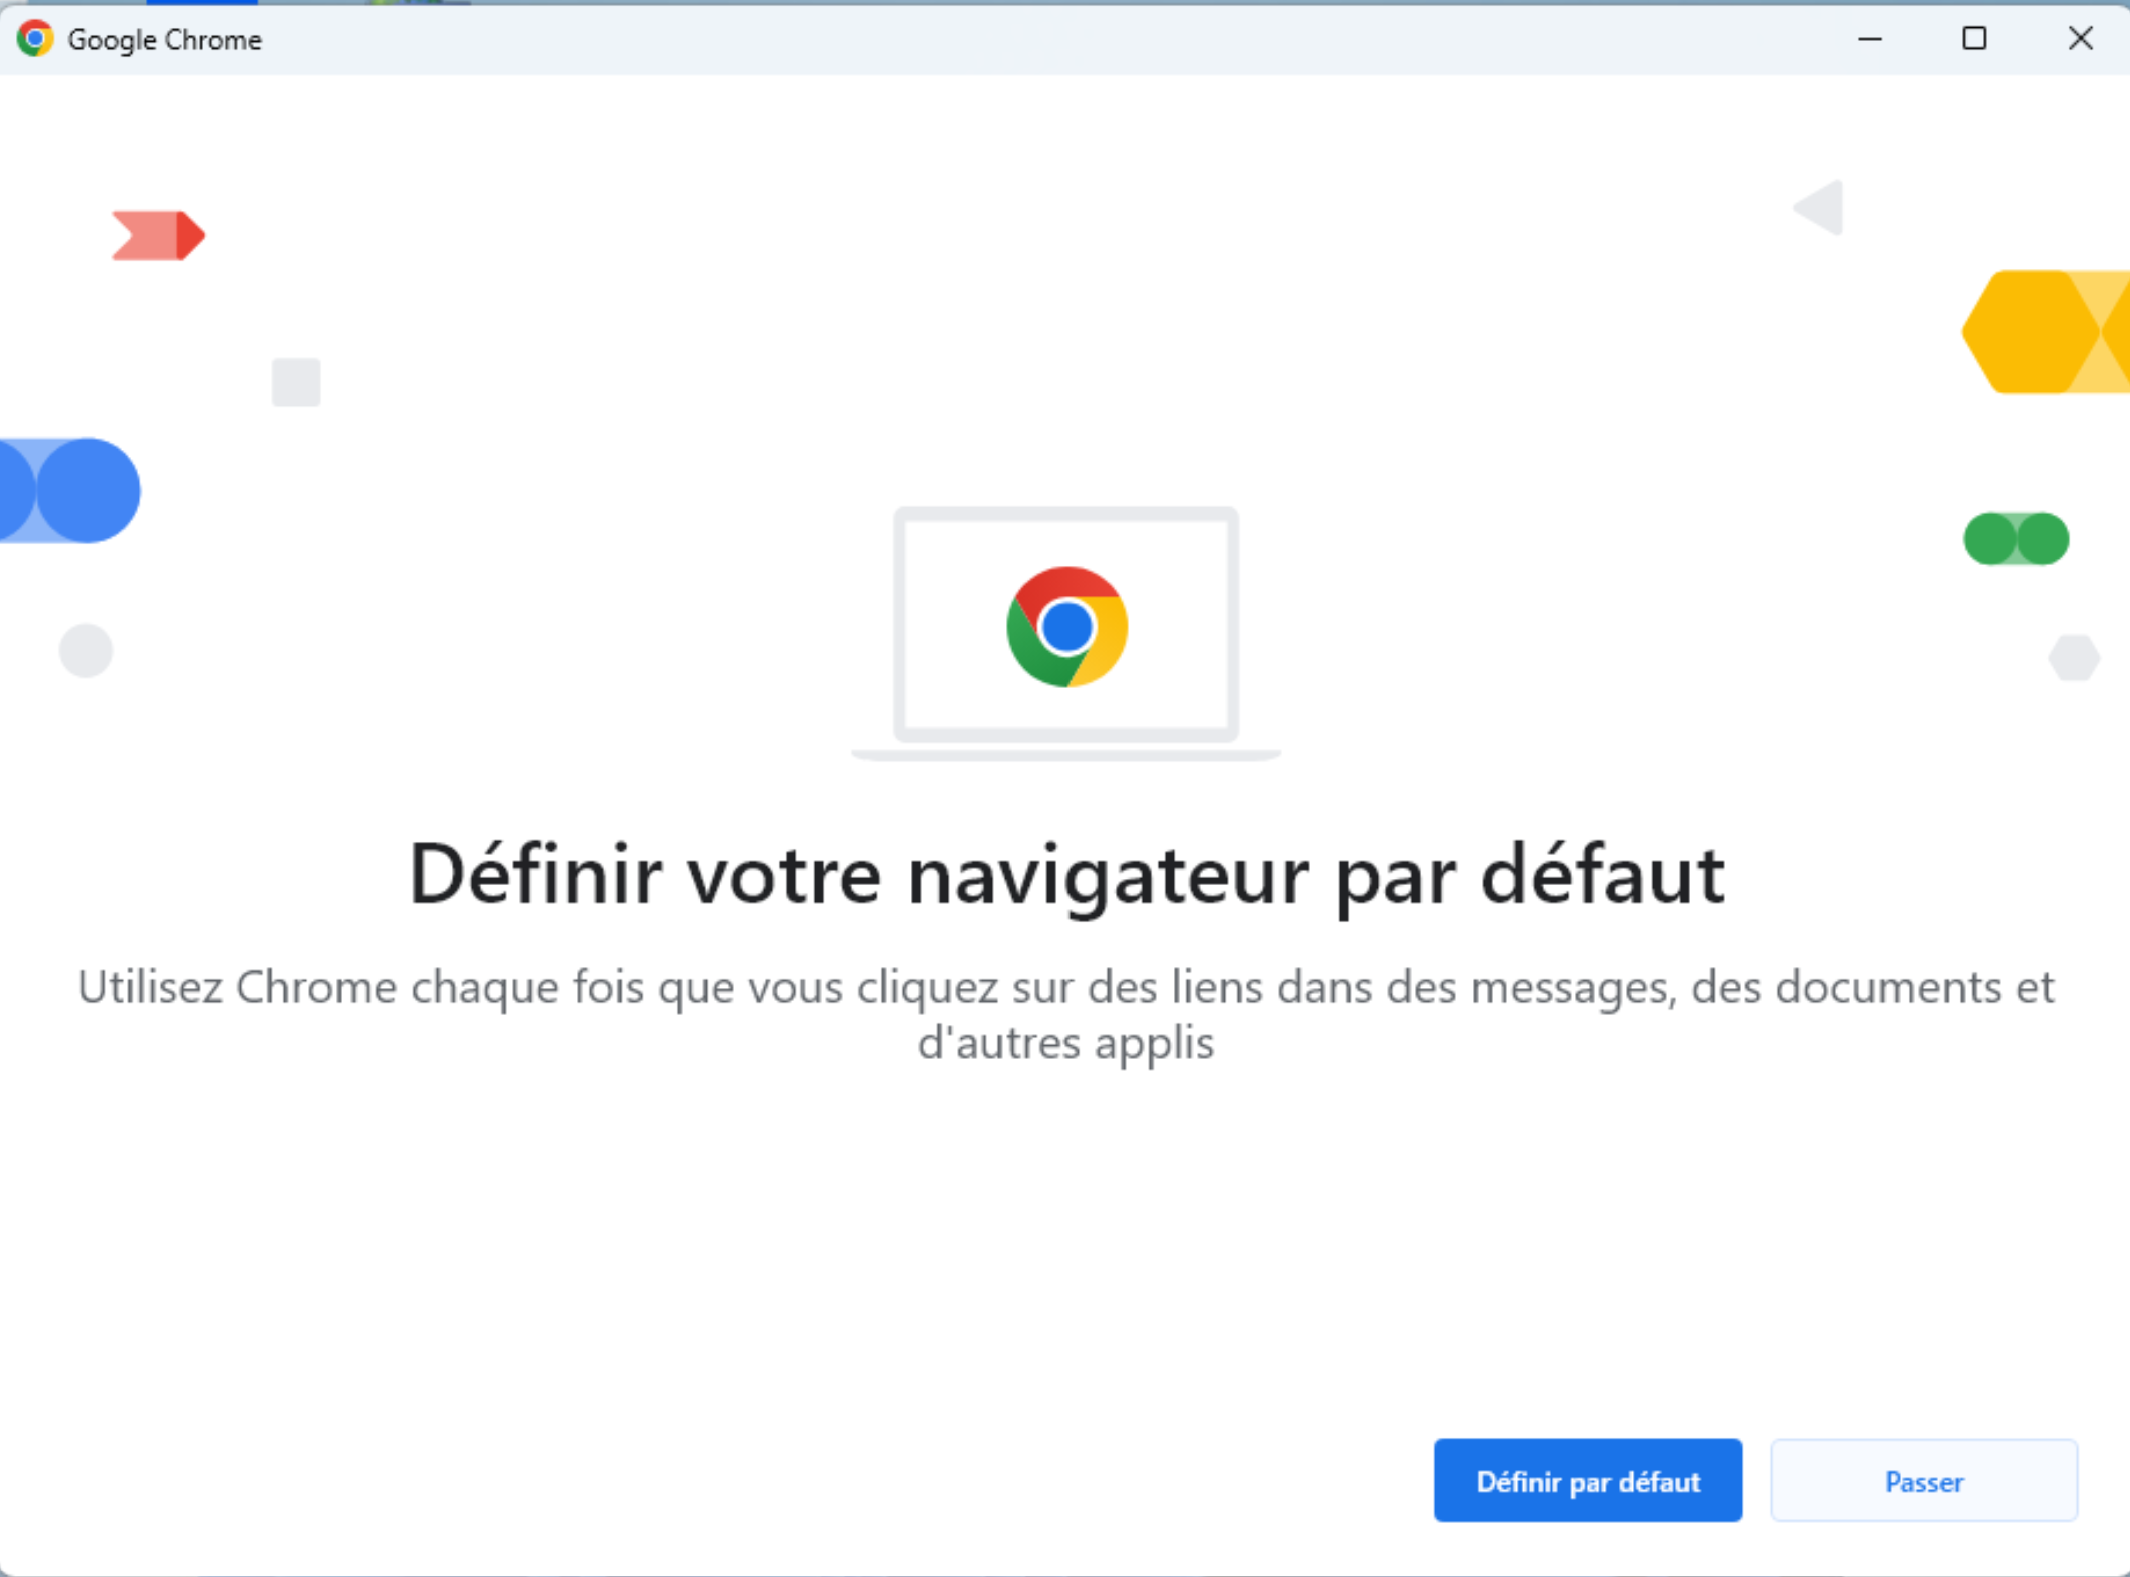 Google Chrome
Définir votre navigateur par défaut
Utilisez Chrome chaque fois que vous cliquez sur des liens dans des messages, des documents et
d'autres applis
Définir par défaut
Passer